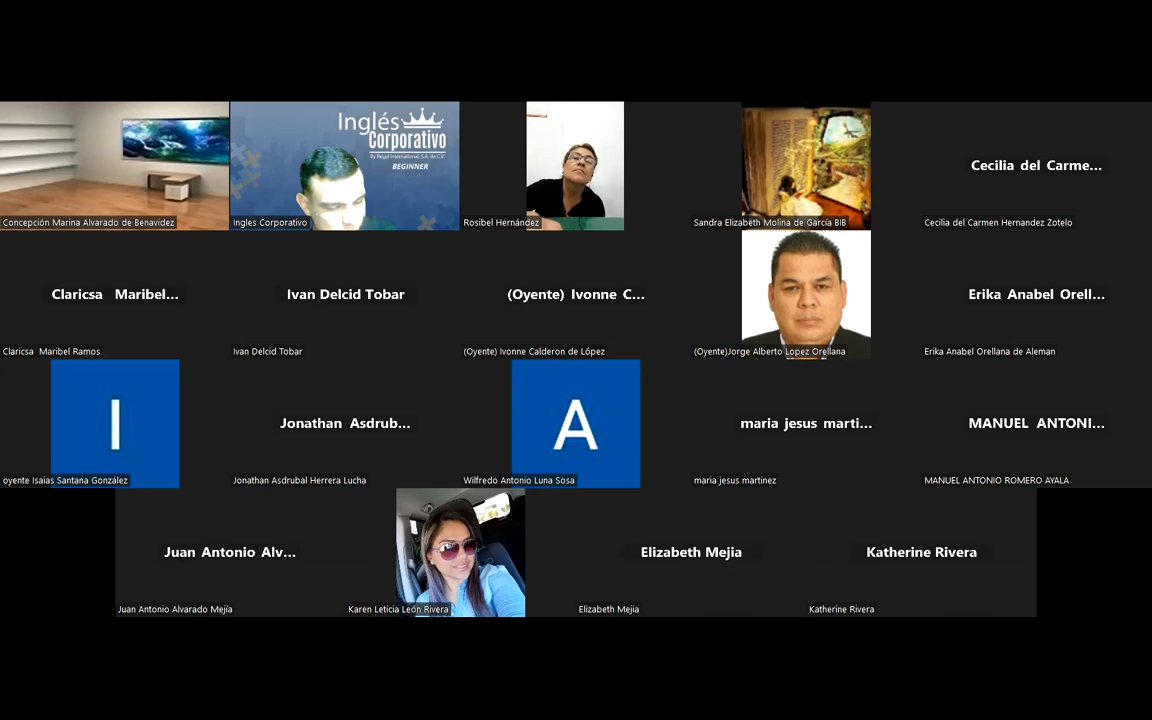 Inglés
Corporativo
By Regal International, S.A. de C.V.
BEGINNER
Concepción Marina Alvarado de Benavidez
Ingles Corporativo
Rosibel Hernández
Sandra Elizabeth Molina de García BIB
Cecilia del Carme...
Cecilia del Carmen Hernandez Zotelo
Claricsa Maribel...
Claricsa Maribel Ramos
Ivan Delcid Tobar
Ivan Delcid Tobar
(Oyente) Ivonne C...
(Oyente) Ivonne Calderon de López
(Oyente)Jorge Alberto Lopez Orellana
Erika Anabel Orell...
Erika Anabel Orellana de Aleman
I
oyente Isaias Santana González
Jonathan Asdrub...
Jonathan Asdrubal Herrera Lucha
A
Wilfredo Antonio Luna Sosa
maria jesus marti...
maria jesus martinez
MANUEL ANTONI...
MANUEL ANTONIO ROMERO AYALA
Juan Antonio Alv...
Juan Antonio Alvarado Mejía
Karen Leticia León Rivera
Elizabeth Mejia
Elizabeth Mejia
Katherine Rivera
Katherine Rivera